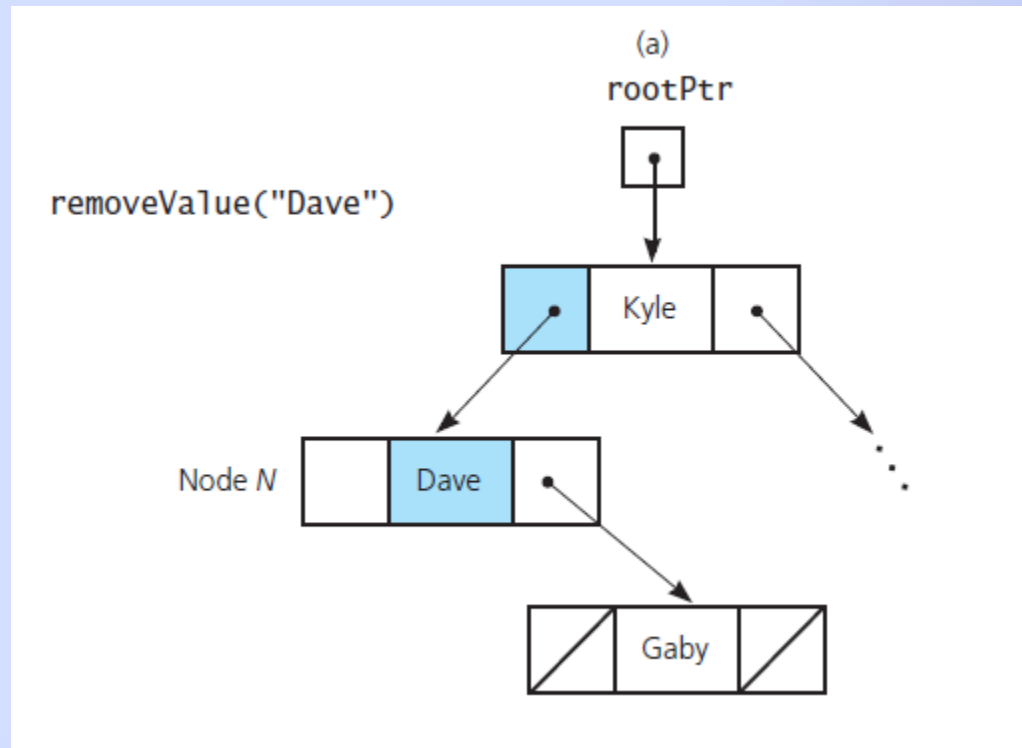 (a)
rootPtr
removeValue("Dave")
Kyle
Node N
Dave
Gaby